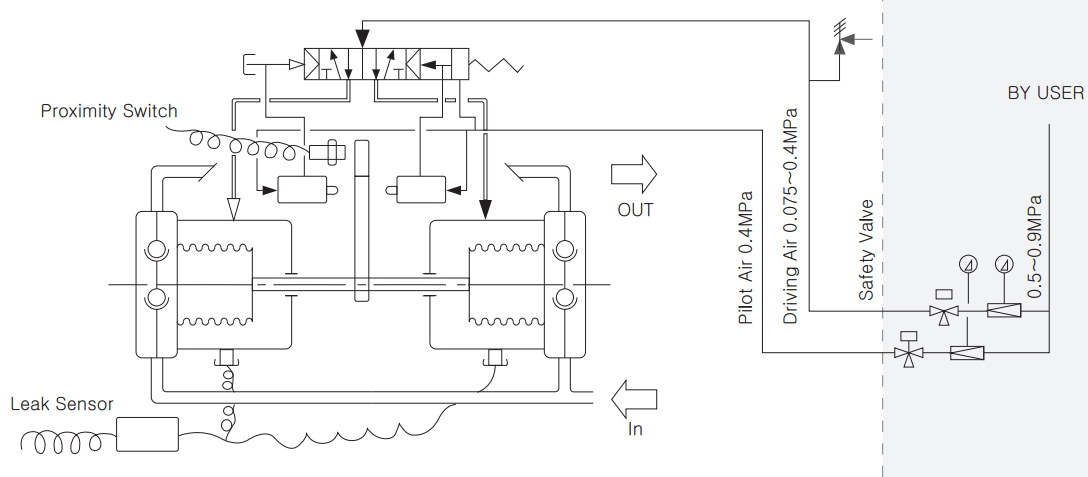 Proximity Switch
BY USER
OUT
Pilot Air 0.4MPa
Driving Air 0.075~0.4MPa
Safety Valve
0.5~0.9MPa
Leak Sensor
In